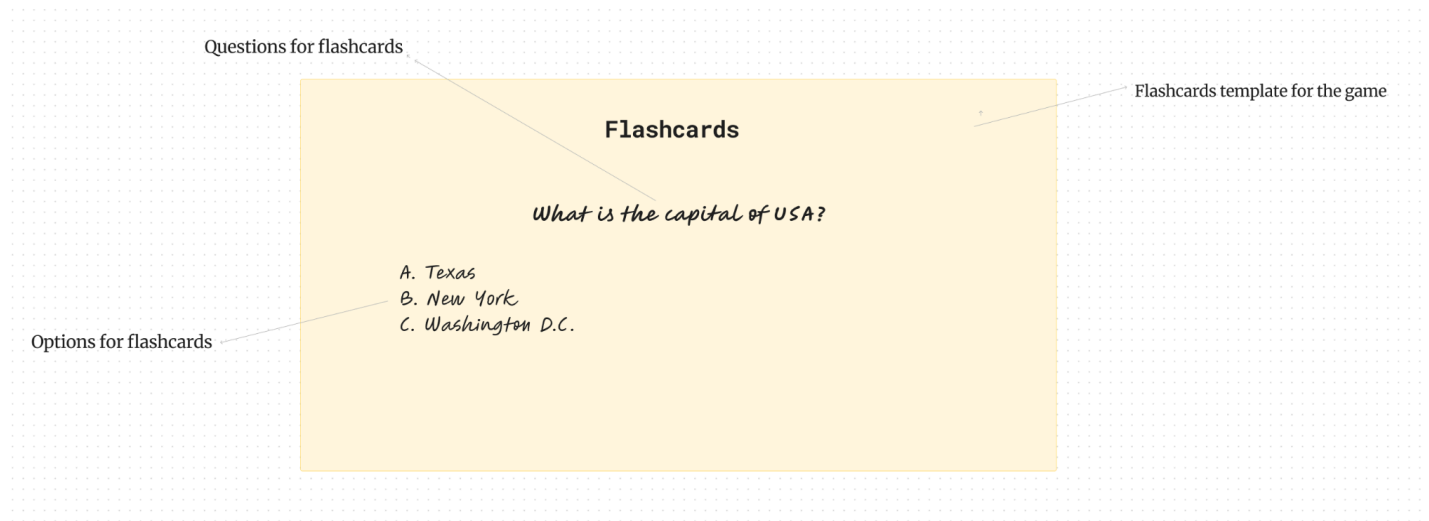 Questions for flashcards
Flashcards template for the game
Flashcards
What is the capital of USA?
A. Texas
B. New York
C. Washington D.C.
Options for flashcards